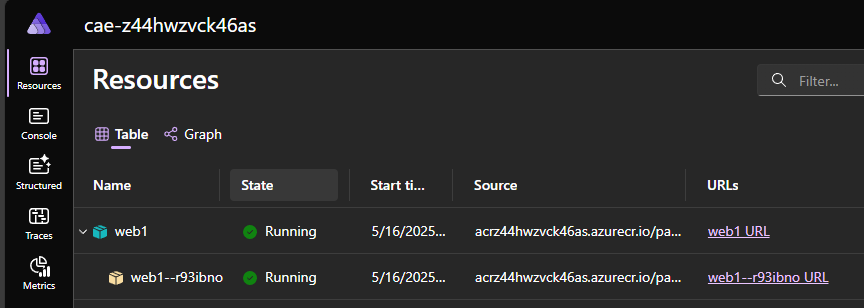 cae-z44hwzvck46as
Resources
Console
Structured
Traces
Metrics
Resources
Filter...
Table Graph
Name State Start ti... Source URLs
web1 Running 5/16/2025... acrz44hwzvck46as.azurecr.io/pa... web1 URL
web1--r93ibno Running 5/16/2025... acrz44hwzvck46as.azurecr.io/pa... web1--r93ibno URL